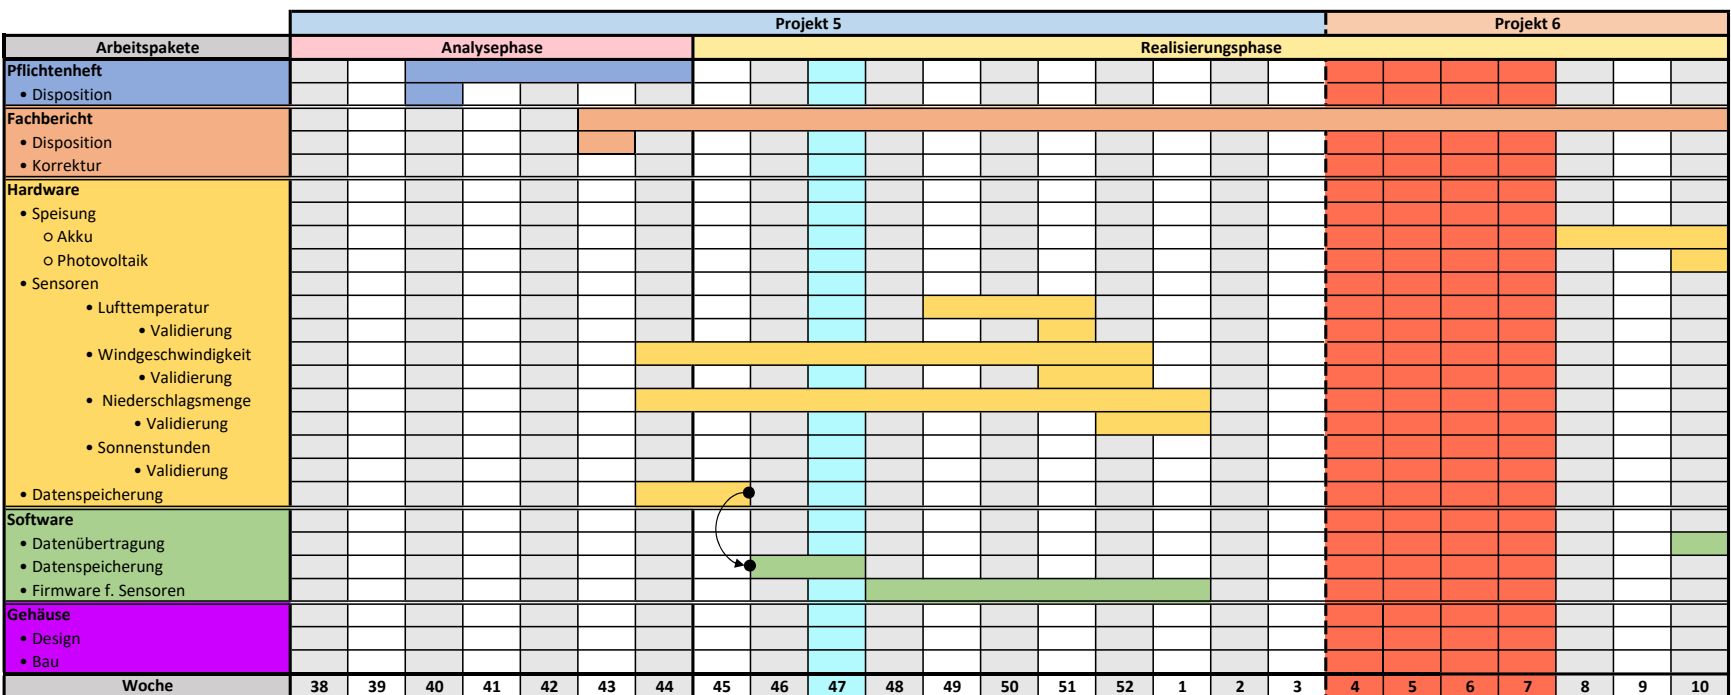 Projekt 5 Projekt 6
Arbeitspakete Analysephase Realisierungsphase
Pflichtenheft
• Disposition
Fachbericht
• Disposition
• Korrektur
Hardware
• Speisung
o Akku
o Photovoltaik
• Sensoren
• Lufttemperatur
• Validierung
• Windgeschwindigkeit
• Validierung
• Niederschlagsmenge
• Validierung
• Sonnenstunden
• Validierung
• Datenspeicherung
Software
• Datenübertragung
• Datenspeicherung
• Firmware f. Sensoren
Gehäuse
• Design
• Bau
Woche 38 39 40 41 42 43 44 45 46 47 48 49 50 51 52 1 2 3 4 5 6 7 8 9 10